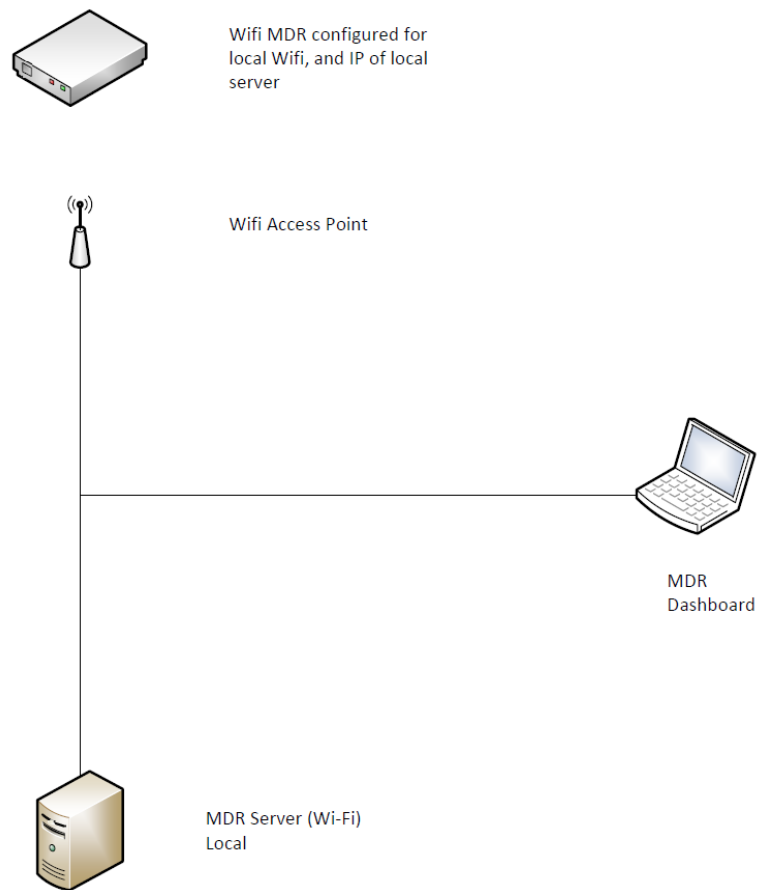 Wifi MDR configured for
local Wifi, and IP of local
server
Wifi Access Point
MDR
Dashboard
MDR Server (Wi-Fi)
Local